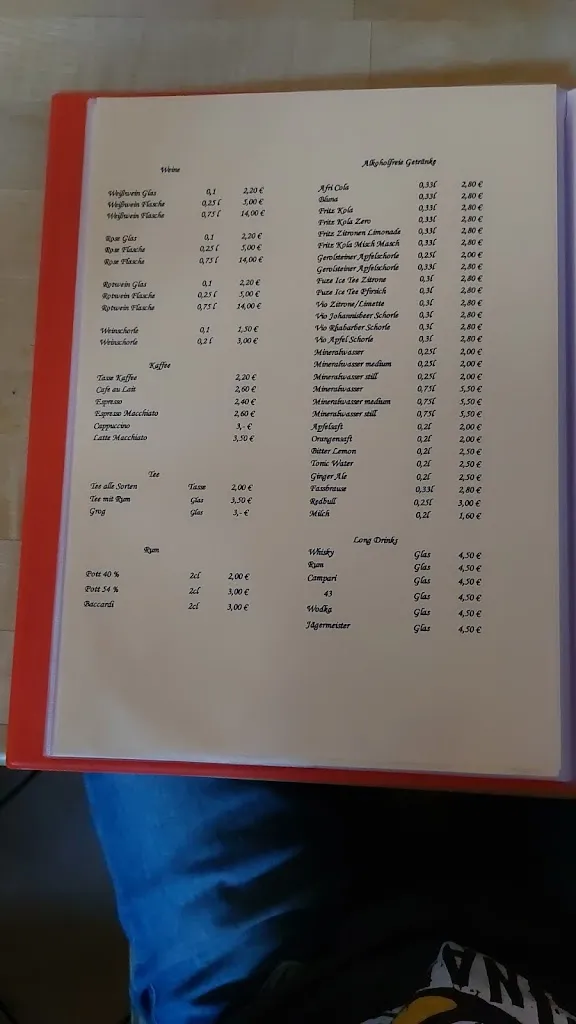 Weine
Weißwein Glas 0,1 2,20 €
Weißwein Flasche 0,25 l 5,00 €
Weißwein Flasche 0,75 l 14,00 €
Rose Glas 0,1 2,20 €
Rose Flasche 0,25 l 5,00 €
Rose Flasche 0,75 l 14,00 €
Rotwein Glas 0,1 2,20 €
Rotwein Flasche 0,25 l 5,00 €
Rotwein Flasche 0,75 l 14,00 €
Weinschorle 0,1 1,50 €
Weinschorle 0,2 l 3,00 €
Kaffee
Tasse Kaffee 2,20 €
Cafe au Lait 2,60 €
Espresso 2,40 €
Espresso Macchiato 2,60 €
Cappuccino 3,- €
Latte Macchiato 3,50 €
Tee
Tee alle Sorten Tasse 2,00 €
Tee mit Rum Glas 3,50 €
Grog Glas 3,- €
Rum
Pott 40 % 2cl 2,00 €
Pott 54 % 2cl 3,00 €
Baccardi 2cl 3,00 €
Alkoholfreie Getränke
Afri Cola 0,33l 2,80 €
Bluna 0,33l 2,80 €
Fritz Kola 0,33l 2,80 €
Fritz Kola Zero 0,33l 2,80 €
Fritz Zitronen Limonade 0,33l 2,80 €
Fritz Kola Misch Masch 0,33l 2,80 €
Gerolsteiner Apfelschorle 0,25l 2,00 €
Gerolsteiner Apfelschorle 0,33l 2,80 €
Fuze Ice Tee Zitrone 0,3l 2,80 €
Fuze Ice Tee Pfirsich 0,3l 2,80 €
Vio Zitrone/Limette 0,3l 2,80 €
Vio Johannisbeer Schorle 0,3l 2,80 €
Vio Rhabarber Schorle 0,3l 2,80 €
Vio Apfel Schorle 0,3l 2,80 €
Mineralwasser 0,25l 2,00 €
Mineralwasser medium 0,25l 2,00 €
Mineralwasser still 0,25l 2,00 €
Mineralwasser 0,75l 5,50 €
Mineralwasser medium 0,75l 5,50 €
Mineralwasser still 0,75l 5,50 €
Apfelsaft 0,2l 2,00 €
Orangensaft 0,2l 2,00 €
Bitter Lemon 0,2l 2,50 €
Tonic Water 0,2l 2,50 €
Ginger Ale 0,2l 2,50 €
Fassbrause 0,33l 2,80 €
Redbull 0,25l 3,00 €
Milch 0,2l 1,60 €
Long Drinks
Whisky Glas 4,50 €
Rum Glas 4,50 €
Campari Glas 4,50 €
43 Glas 4,50 €
Wodka Glas 4,50 €
Jägermeister Glas 4,50 €